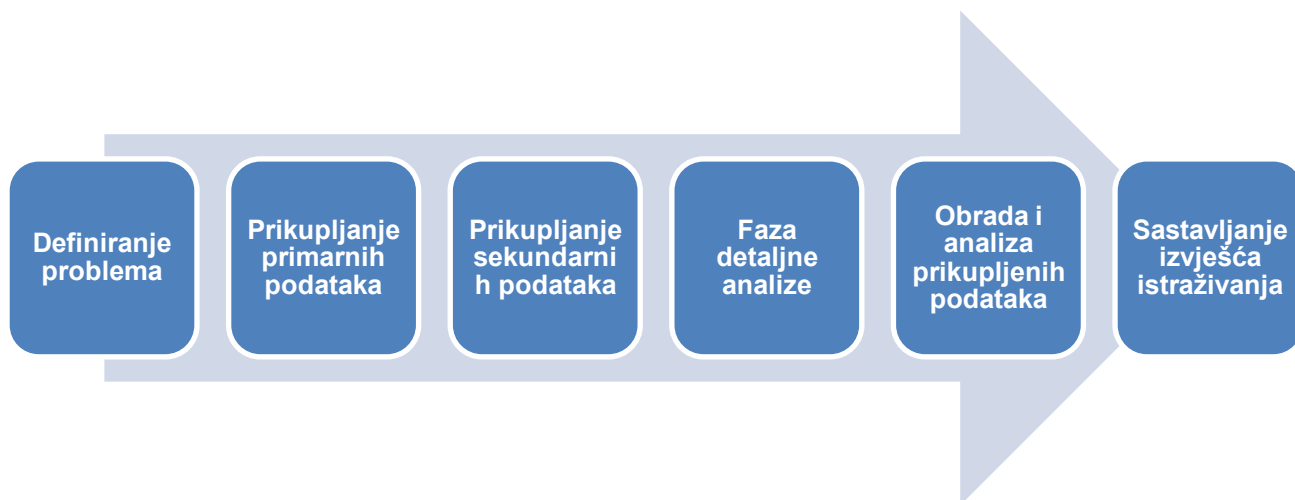 Definiranje
problema
Prikupljanje
primarnih
podataka
Prikupljanje
sekundarni
h podataka
Faza
detaljne
analize
Obrada i
analiza
prikupljenih
podataka
Sastavljanje
izvješća
istraživanja